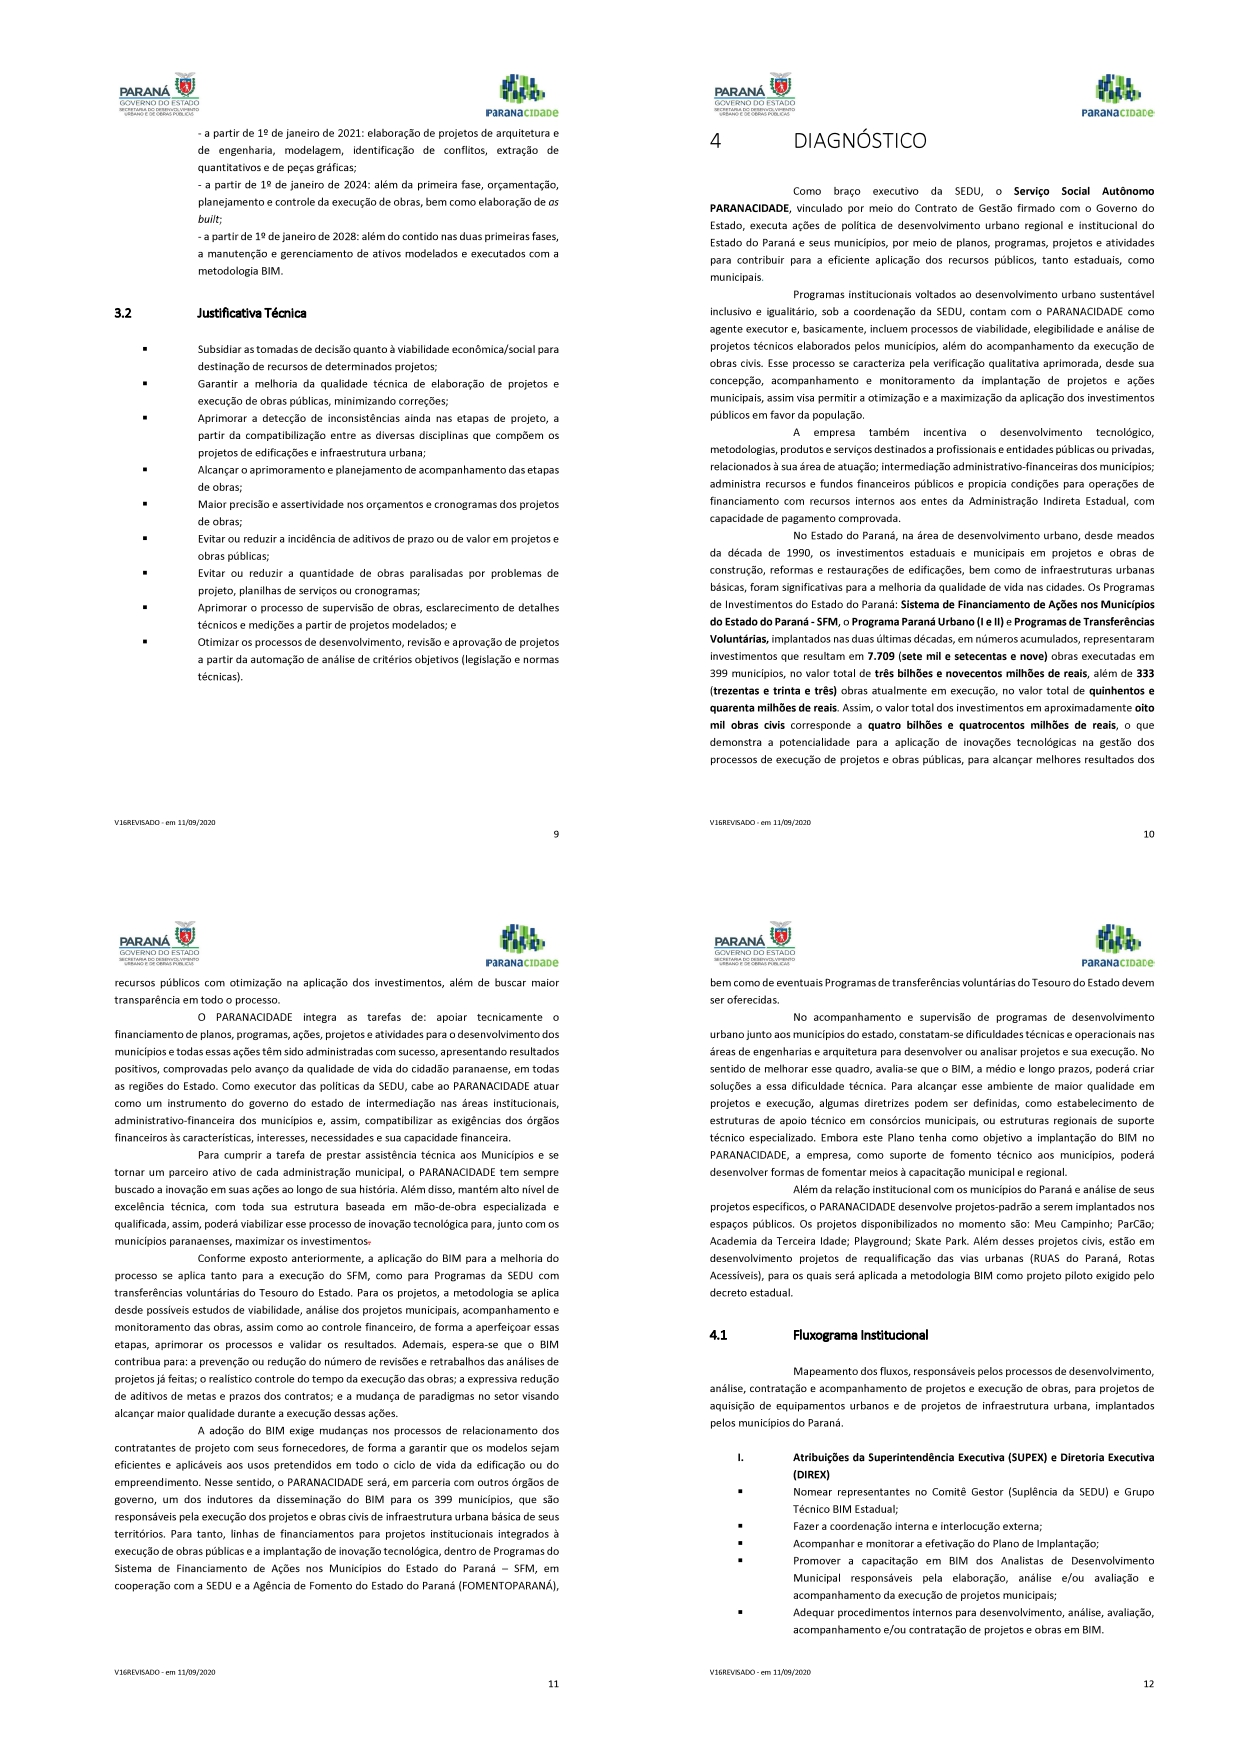 PARANÁ
GOVERNO DO ESTADO
SECRETARIA DO DESENVOLVIMENTO
URBANO E DE OBRAS PÚBLICAS
PARANACIDADE
- a partir de 1º de janeiro de 2021: elaboração de projetos de arquitetura e
de engenharia, modelagem, identificação de conflitos, extração de
quantitativos e de peças gráficas;
- a partir de 1º de janeiro de 2024: além da primeira fase, orçamentação,
planejamento e controle da execução de obras, bem como elaboração de as
built;
- a partir de 1º de janeiro de 2028: além do contido nas duas primeiras fases,
a manutenção e gerenciamento de ativos modelados e executados com a
metodologia BIM.
3.2 Justificativa Técnica
▪ Subsidiar as tomadas de decisão quanto à viabilidade econômica/social para
destinação de recursos de determinados projetos;
▪ Garantir a melhoria da qualidade técnica de elaboração de projetos e
execução de obras públicas, minimizando correções;
▪ Aprimorar a detecção de inconsistências ainda nas etapas de projeto, a
partir da compatibilização entre as diversas disciplinas que compõem os
projetos de edificações e infraestrutura urbana;
▪ Alcançar o aprimoramento e planejamento de acompanhamento das etapas
de obras;
▪ Maior precisão e assertividade nos orçamentos e cronogramas dos projetos
de obras;
▪ Evitar ou reduzir a incidência de aditivos de prazo ou de valor em projetos e
obras públicas;
▪ Evitar ou reduzir a quantidade de obras paralisadas por problemas de
projeto, planilhas de serviços ou cronogramas;
▪ Aprimorar o processo de supervisão de obras, esclarecimento de detalhes
técnicos e medições a partir de projetos modelados; e
▪ Otimizar os processos de desenvolvimento, revisão e aprovação de projetos
a partir da automação de análise de critérios objetivos (legislação e normas
técnicas).
V16REVISADO - em 11/09/2020
9
PARANÁ
GOVERNO DO ESTADO
SECRETARIA DO DESENVOLVIMENTO
URBANO E DE OBRAS PÚBLICAS
PARANACIDADE
4 DIAGNÓSTICO
Como braço executivo da SEDU, o Serviço Social Autônomo
PARANACIDADE, vinculado por meio do Contrato de Gestão firmado com o Governo do
Estado, executa ações de política de desenvolvimento urbano regional e institucional do
Estado do Paraná e seus municípios, por meio de planos, programas, projetos e atividades
para contribuir para a eficiente aplicação dos recursos públicos, tanto estaduais, como
municipais.
Programas institucionais voltados ao desenvolvimento urbano sustentável
inclusivo e igualitário, sob a coordenação da SEDU, contam com o PARANACIDADE como
agente executor e, basicamente, incluem processos de viabilidade, elegibilidade e análise de
projetos técnicos elaborados pelos municípios, além do acompanhamento da execução de
obras civis. Esse processo se caracteriza pela verificação qualitativa aprimorada, desde sua
concepção, acompanhamento e monitoramento da implantação de projetos e ações
municipais, assim visa permitir a otimização e a maximização da aplicação dos investimentos
públicos em favor da população.
A empresa também incentiva o desenvolvimento tecnológico,
metodologias, produtos e serviços destinados a profissionais e entidades públicas ou privadas,
relacionados à sua área de atuação; intermediação administrativo-financeiras dos municípios;
administra recursos e fundos financeiros públicos e propicia condições para operações de
financiamento com recursos internos aos entes da Administração Indireta Estadual, com
capacidade de pagamento comprovada.
No Estado do Paraná, na área de desenvolvimento urbano, desde meados
da década de 1990, os investimentos estaduais e municipais em projetos e obras de
construção, reformas e restaurações de edificações, bem como de infraestruturas urbanas
básicas, foram significativas para a melhoria da qualidade de vida nas cidades. Os Programas
de Investimentos do Estado do Paraná: Sistema de Financiamento de Ações nos Municípios
do Estado do Paraná - SFM, o Programa Paraná Urbano (I e II) e Programas de Transferências
Voluntárias, implantados nas duas últimas décadas, em números acumulados, representaram
investimentos que resultam em 7.709 (sete mil e setecentas e nove) obras executadas em
399 municípios, no valor total de três bilhões e novecentos milhões de reais, além de 333
(trezentas e trinta e três) obras atualmente em execução, no valor total de quinhentos e
quarenta milhões de reais. Assim, o valor total dos investimentos em aproximadamente oito
mil obras civis corresponde a quatro bilhões e quatrocentos milhões de reais, o que
demonstra a potencialidade para a aplicação de inovações tecnológicas na gestão dos
processos de execução de projetos e obras públicas, para alcançar melhores resultados dos
V16REVISADO - em 11/09/2020
10
PARANÁ
GOVERNO DO ESTADO
SECRETARIA DO DESENVOLVIMENTO
URBANO E DE OBRAS PÚBLICAS
PARANACIDADE
recursos públicos com otimização na aplicação dos investimentos, além de buscar maior
transparência em todo o processo.
O PARANACIDADE integra as tarefas de: apoiar tecnicamente o
financiamento de planos, programas, ações, projetos e atividades para o desenvolvimento dos
municípios e todas essas ações têm sido administradas com sucesso, apresentando resultados
positivos, comprovadas pelo avanço da qualidade de vida do cidadão paranaense, em todas
as regiões do Estado. Como executor das políticas da SEDU, cabe ao PARANACIDADE atuar
como um instrumento do governo do estado de intermediação nas áreas institucionais,
administrativo-financeira dos municípios e, assim, compatibilizar as exigências dos órgãos
financeiros às características, interesses, necessidades e sua capacidade financeira.
Para cumprir a tarefa de prestar assistência técnica aos Municípios e se
tornar um parceiro ativo de cada administração municipal, o PARANACIDADE tem sempre
buscado a inovação em suas ações ao longo de sua história. Além disso, mantém alto nível de
excelência técnica, com toda sua estrutura baseada em mão-de-obra especializada e
qualificada, assim, poderá viabilizar esse processo de inovação tecnológica para, junto com os
municípios paranaenses, maximizar os investimentos.
Conforme exposto anteriormente, a aplicação do BIM para a melhoria do
processo se aplica tanto para a execução do SFM, como para Programas da SEDU com
transferências voluntárias do Tesouro do Estado. Para os projetos, a metodologia se aplica
desde possíveis estudos de viabilidade, análise dos projetos municipais, acompanhamento e
monitoramento das obras, assim como ao controle financeiro, de forma a aperfeiçoar essas
etapas, aprimorar os processos e validar os resultados. Ademais, espera-se que o BIM
contribua para: a prevenção ou redução do número de revisões e retrabalhos das análises de
projetos já feitas; o realístico controle do tempo da execução das obras; a expressiva redução
de aditivos de metas e prazos dos contratos; e a mudança de paradigmas no setor visando
alcançar maior qualidade durante a execução dessas ações.
A adoção do BIM exige mudanças nos processos de relacionamento dos
contratantes de projeto com seus fornecedores, de forma a garantir que os modelos sejam
eficientes e aplicáveis aos usos pretendidos em todo o ciclo de vida da edificação ou do
empreendimento. Nesse sentido, o PARANACIDADE será, em parceria com outros órgãos de
governo, um dos indutores da disseminação do BIM para os 399 municípios, que são
responsáveis pela execução dos projetos e obras civis de infraestrutura urbana básica de seus
territórios. Para tanto, linhas de financiamentos para projetos institucionais integrados à
execução de obras públicas e a implantação de inovação tecnológica, dentro de Programas do
Sistema de Financiamento de Ações nos Municípios do Estado do Paraná – SFM, em
cooperação com a SEDU e a Agência de Fomento do Estado do Paraná (FOMENTOPARANÁ),
V16REVISADO - em 11/09/2020
11
PARANÁ
GOVERNO DO ESTADO
SECRETARIA DO DESENVOLVIMENTO
URBANO E DE OBRAS PÚBLICAS
PARANACIDADE
bem como de eventuais Programas de transferências voluntárias do Tesouro do Estado devem
ser oferecidas.
No acompanhamento e supervisão de programas de desenvolvimento
urbano junto aos municípios do estado, constatam-se dificuldades técnicas e operacionais nas
áreas de engenharias e arquitetura para desenvolver ou analisar projetos e sua execução. No
sentido de melhorar esse quadro, avalia-se que o BIM, a médio e longo prazos, poderá criar
soluções a essa dificuldade técnica. Para alcançar esse ambiente de maior qualidade em
projetos e execução, algumas diretrizes podem ser definidas, como estabelecimento de
estruturas de apoio técnico em consórcios municipais, ou estruturas regionais de suporte
técnico especializado. Embora este Plano tenha como objetivo a implantação do BIM no
PARANACIDADE, a empresa, como suporte de fomento técnico aos municípios, poderá
desenvolver formas de fomentar meios à capacitação municipal e regional.
Além da relação institucional com os municípios do Paraná e análise de seus
projetos específicos, o PARANACIDADE desenvolve projetos-padrão a serem implantados nos
espaços públicos. Os projetos disponibilizados no momento são: Meu Campinho; ParCão;
Academia da Terceira Idade; Playground; Skate Park. Além desses projetos civis, estão em
desenvolvimento projetos de requalificação das vias urbanas (RUAS do Paraná, Rotas
Acessíveis), para os quais será aplicada a metodologia BIM como projeto piloto exigido pelo
decreto estadual.
4.1 Fluxograma Institucional
Mapeamento dos fluxos, responsáveis pelos processos de desenvolvimento,
análise, contratação e acompanhamento de projetos e execução de obras, para projetos de
aquisição de equipamentos urbanos e de projetos de infraestrutura urbana, implantados
pelos municípios do Paraná.
I. Atribuições da Superintendência Executiva (SUPEX) e Diretoria Executiva
(DIREX)
▪ Nomear representantes no Comitê Gestor (Suplência da SEDU) e Grupo
Técnico BIM Estadual;
▪ Fazer a coordenação interna e interlocução externa;
▪ Acompanhar e monitorar a efetivação do Plano de Implantação;
▪ Promover a capacitação em BIM dos Analistas de Desenvolvimento
Municipal responsáveis pela elaboração, análise e/ou avaliação e
acompanhamento da execução de projetos municipais;
▪ Adequar procedimentos internos para desenvolvimento, análise, avaliação,
acompanhamento e/ou contratação de projetos e obras em BIM.
V16REVISADO - em 11/09/2020
12